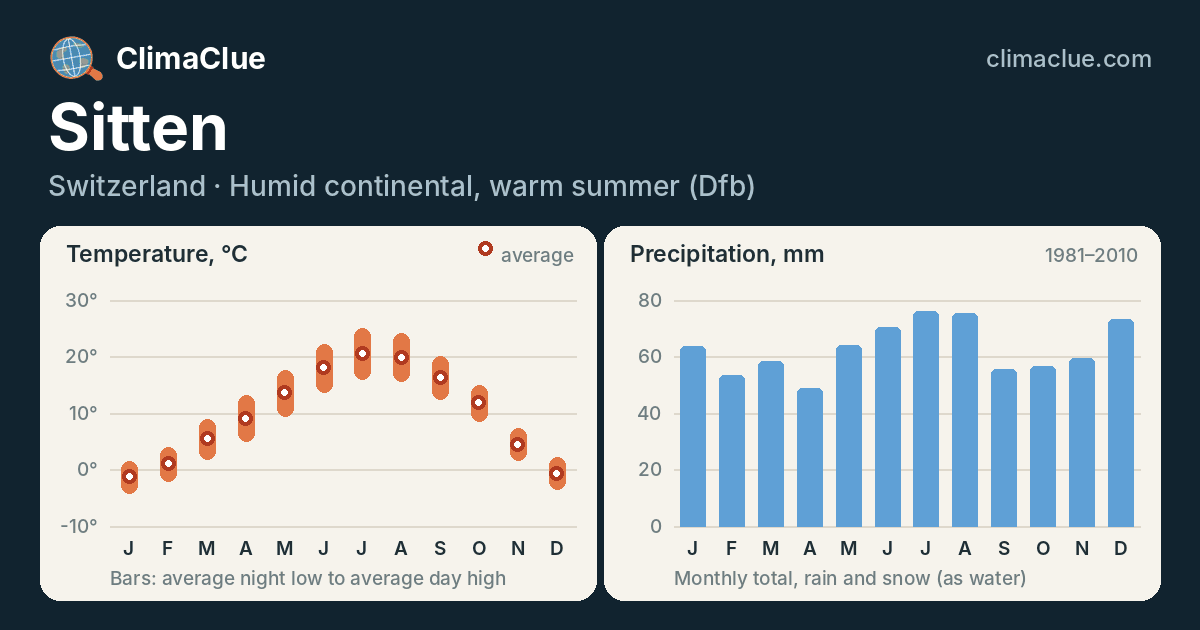 ClimaClue
climaclue.com
Sitten
Switzerland · Humid continental, warm summer (Dfb)
Temperature, °C
average
30°
20°
10°
0°
-10°
J F M A M J J A S O N D
Bars: average night low to average day high
Precipitation, mm
1981–2010
80
60
40
20
0
J F M A M J J A S O N D
Monthly total, rain and snow (as water)